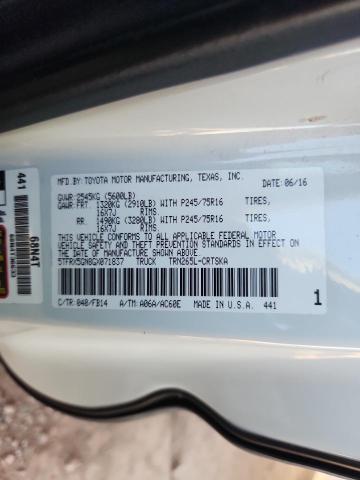 MFD.BY: TOYOTA MOTOR MANUFACTURING, TEXAS, INC. DATE: 06/16
GVWR: 2545KG (5600LB)
GAWR: FRT 1320KG (2910LB) WITH P245/75R16 TIRES,
16X7J RIMS.
RR 1490KG (3280LB) WITH P245/75R16 TIRES,
16X7J RIMS.
THIS VEHICLE CONFORMS TO ALL APPLICABLE FEDERAL MOTOR
VEHICLE SAFETY AND THEFT PREVENTION STANDARDS IN EFFECT
ON THE DATE OF MANUFACTURE SHOWN ABOVE.
5TFRX5GN8GX071837 TRUCK TRN265L-CRTSKA
C/TR: 040/FB14 A/TM: A06A/AC60E MADE IN U.S.A. 441
1
441
68N4T